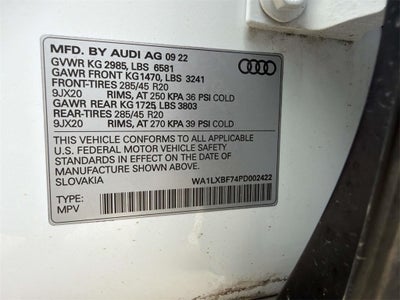 MFD. BY AUDI AG 09 22
GVWR KG 2985, LBS 6581
GAWR FRONT KG1470, LBS 3241
FRONT-TIRES 285/45 R20
9JX20 RIMS, AT 250 KPA 36 PSI COLD
GAWR REAR KG 1725 LBS 3803
REAR-TIRES 285/45 R20
9JX20 RIMS, AT 270 KPA 39 PSI COLD
THIS VEHICLE CONFORMS TO ALL APPLICABLE
U.S. FEDERAL MOTOR VEHICLE SAFETY
STANDARDS IN EFFECT ON THE DATE OF
MANUFACTURE SHOWN ABOVE.
SLOVAKIA WA1LXBF74PD002422
TYPE:
MPV